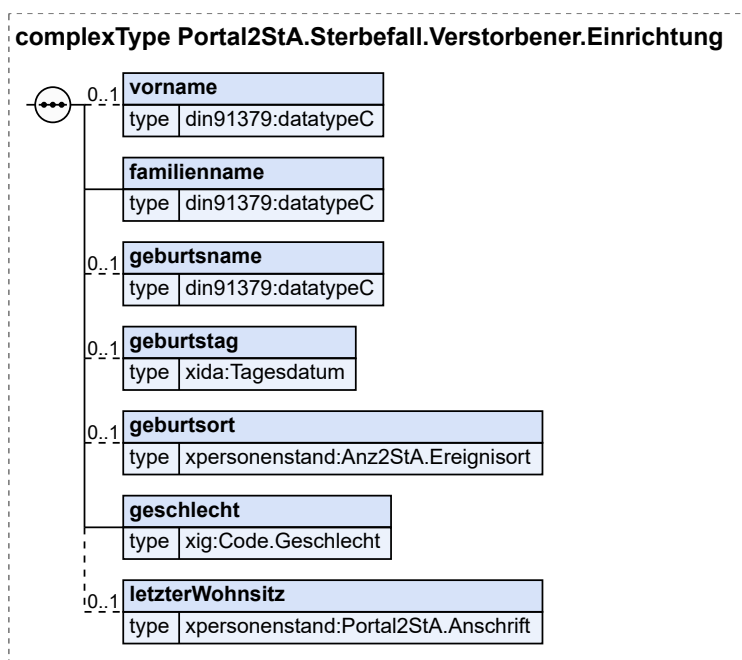 complexType Portal2StA.Sterbefall.Verstorbener.Einrichtung
0..1 vorname
type din91379:datatypeC
familienname
type din91379:datatypeC
0..1 geburtsname
type din91379:datatypeC
0..1 geburtstag
type xida:Tagesdatum
0..1 geburtsort
type xpersonenstand:Anz2StA.Ereignisort
geschlecht
type xig:Code.Geschlecht
0..1 letzterWohnsitz
type xpersonenstand:Portal2StA.Anschrift